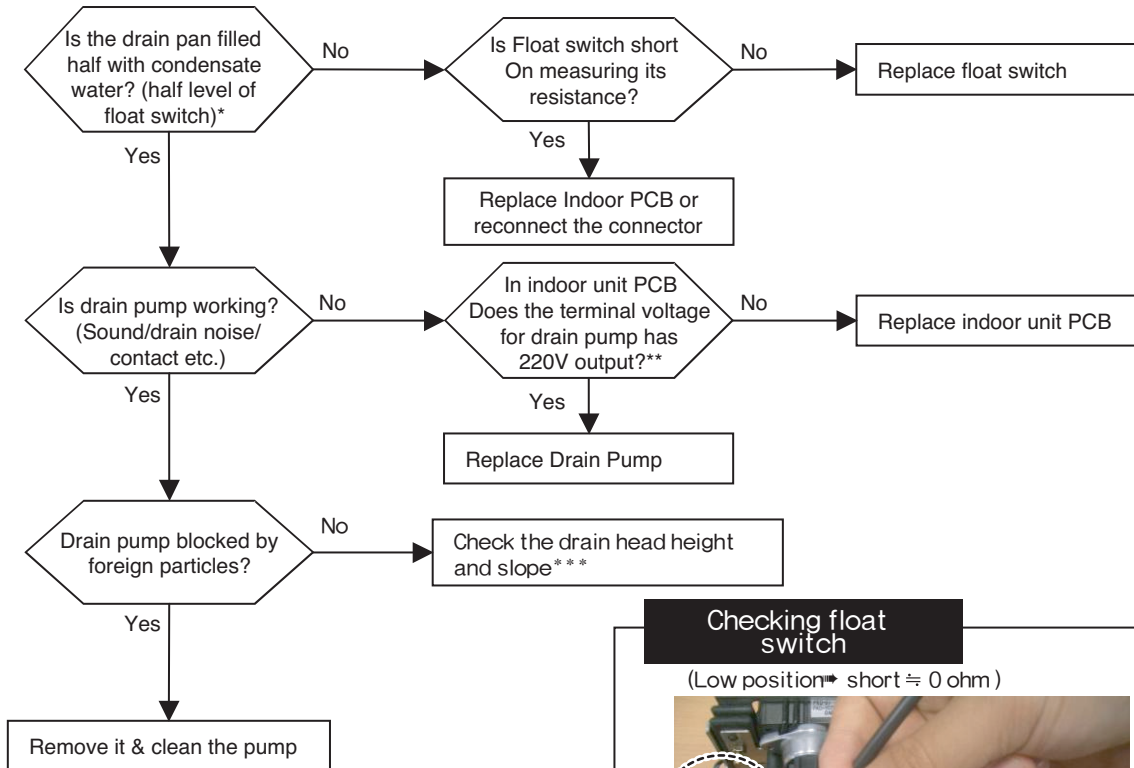 Is the drain pan filled
half with condensate
water? (half level of
float switch)*
No
Is Float switch short
On measuring its
resistance?
No
Replace float switch
Yes
Yes
Replace Indoor PCB or
reconnect the connector
Is drain pump working?
(Sound/drain noise/
contact etc.)
No
In indoor unit PCB
Does the terminal voltage
for drain pump has
220V output?**
No
Replace indoor unit PCB
Yes
Yes
Replace Drain Pump
Drain pump blocked by
foreign particles?
No
Check the drain head height
and slope***
Yes
Remove it & clean the pump
Checking float
switch
(Low position➠ short ≒ 0 ohm)